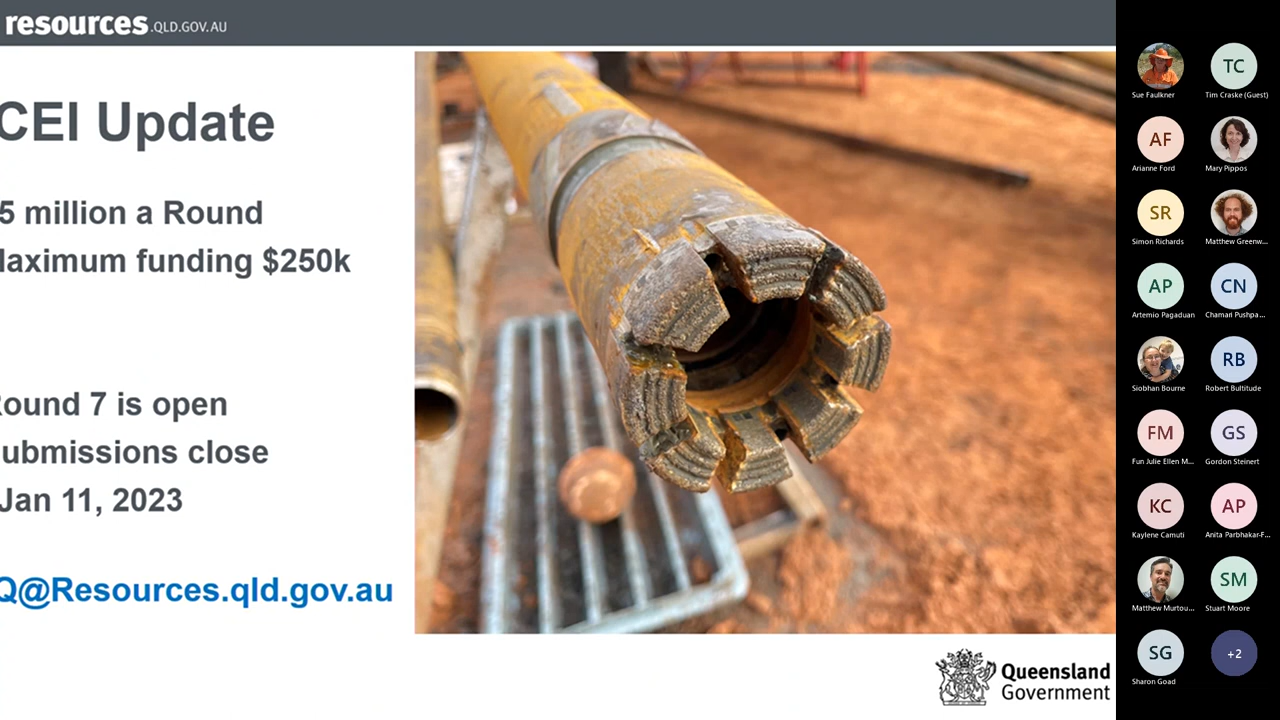 resources.QLD.GOV.AU
CEI Update
5 million a Round
laximum funding $250k
Round 7 is open
ubmissions close
Jan 11, 2023
Q@Resources.qld.gov.au
Queensland
Government
Sue Faulkner
TC
Tim Craske (Guest)
AF
Arianne Ford
Mary Pippos
SR
Simon Richards
Matthew Greenw...
AP
Artemio Pagaduan
CN
Chamari Pushpa...
Siobhan Bourne
RB
Robert Bultitude
FM
Fun Julie Ellen M...
GS
Gordon Steinert
KC
Kaylene Camuti
AP
Anita Parbhakar-F...
Matthew Murtou...
SM
Stuart Moore
SG
Sharon Goad
+2